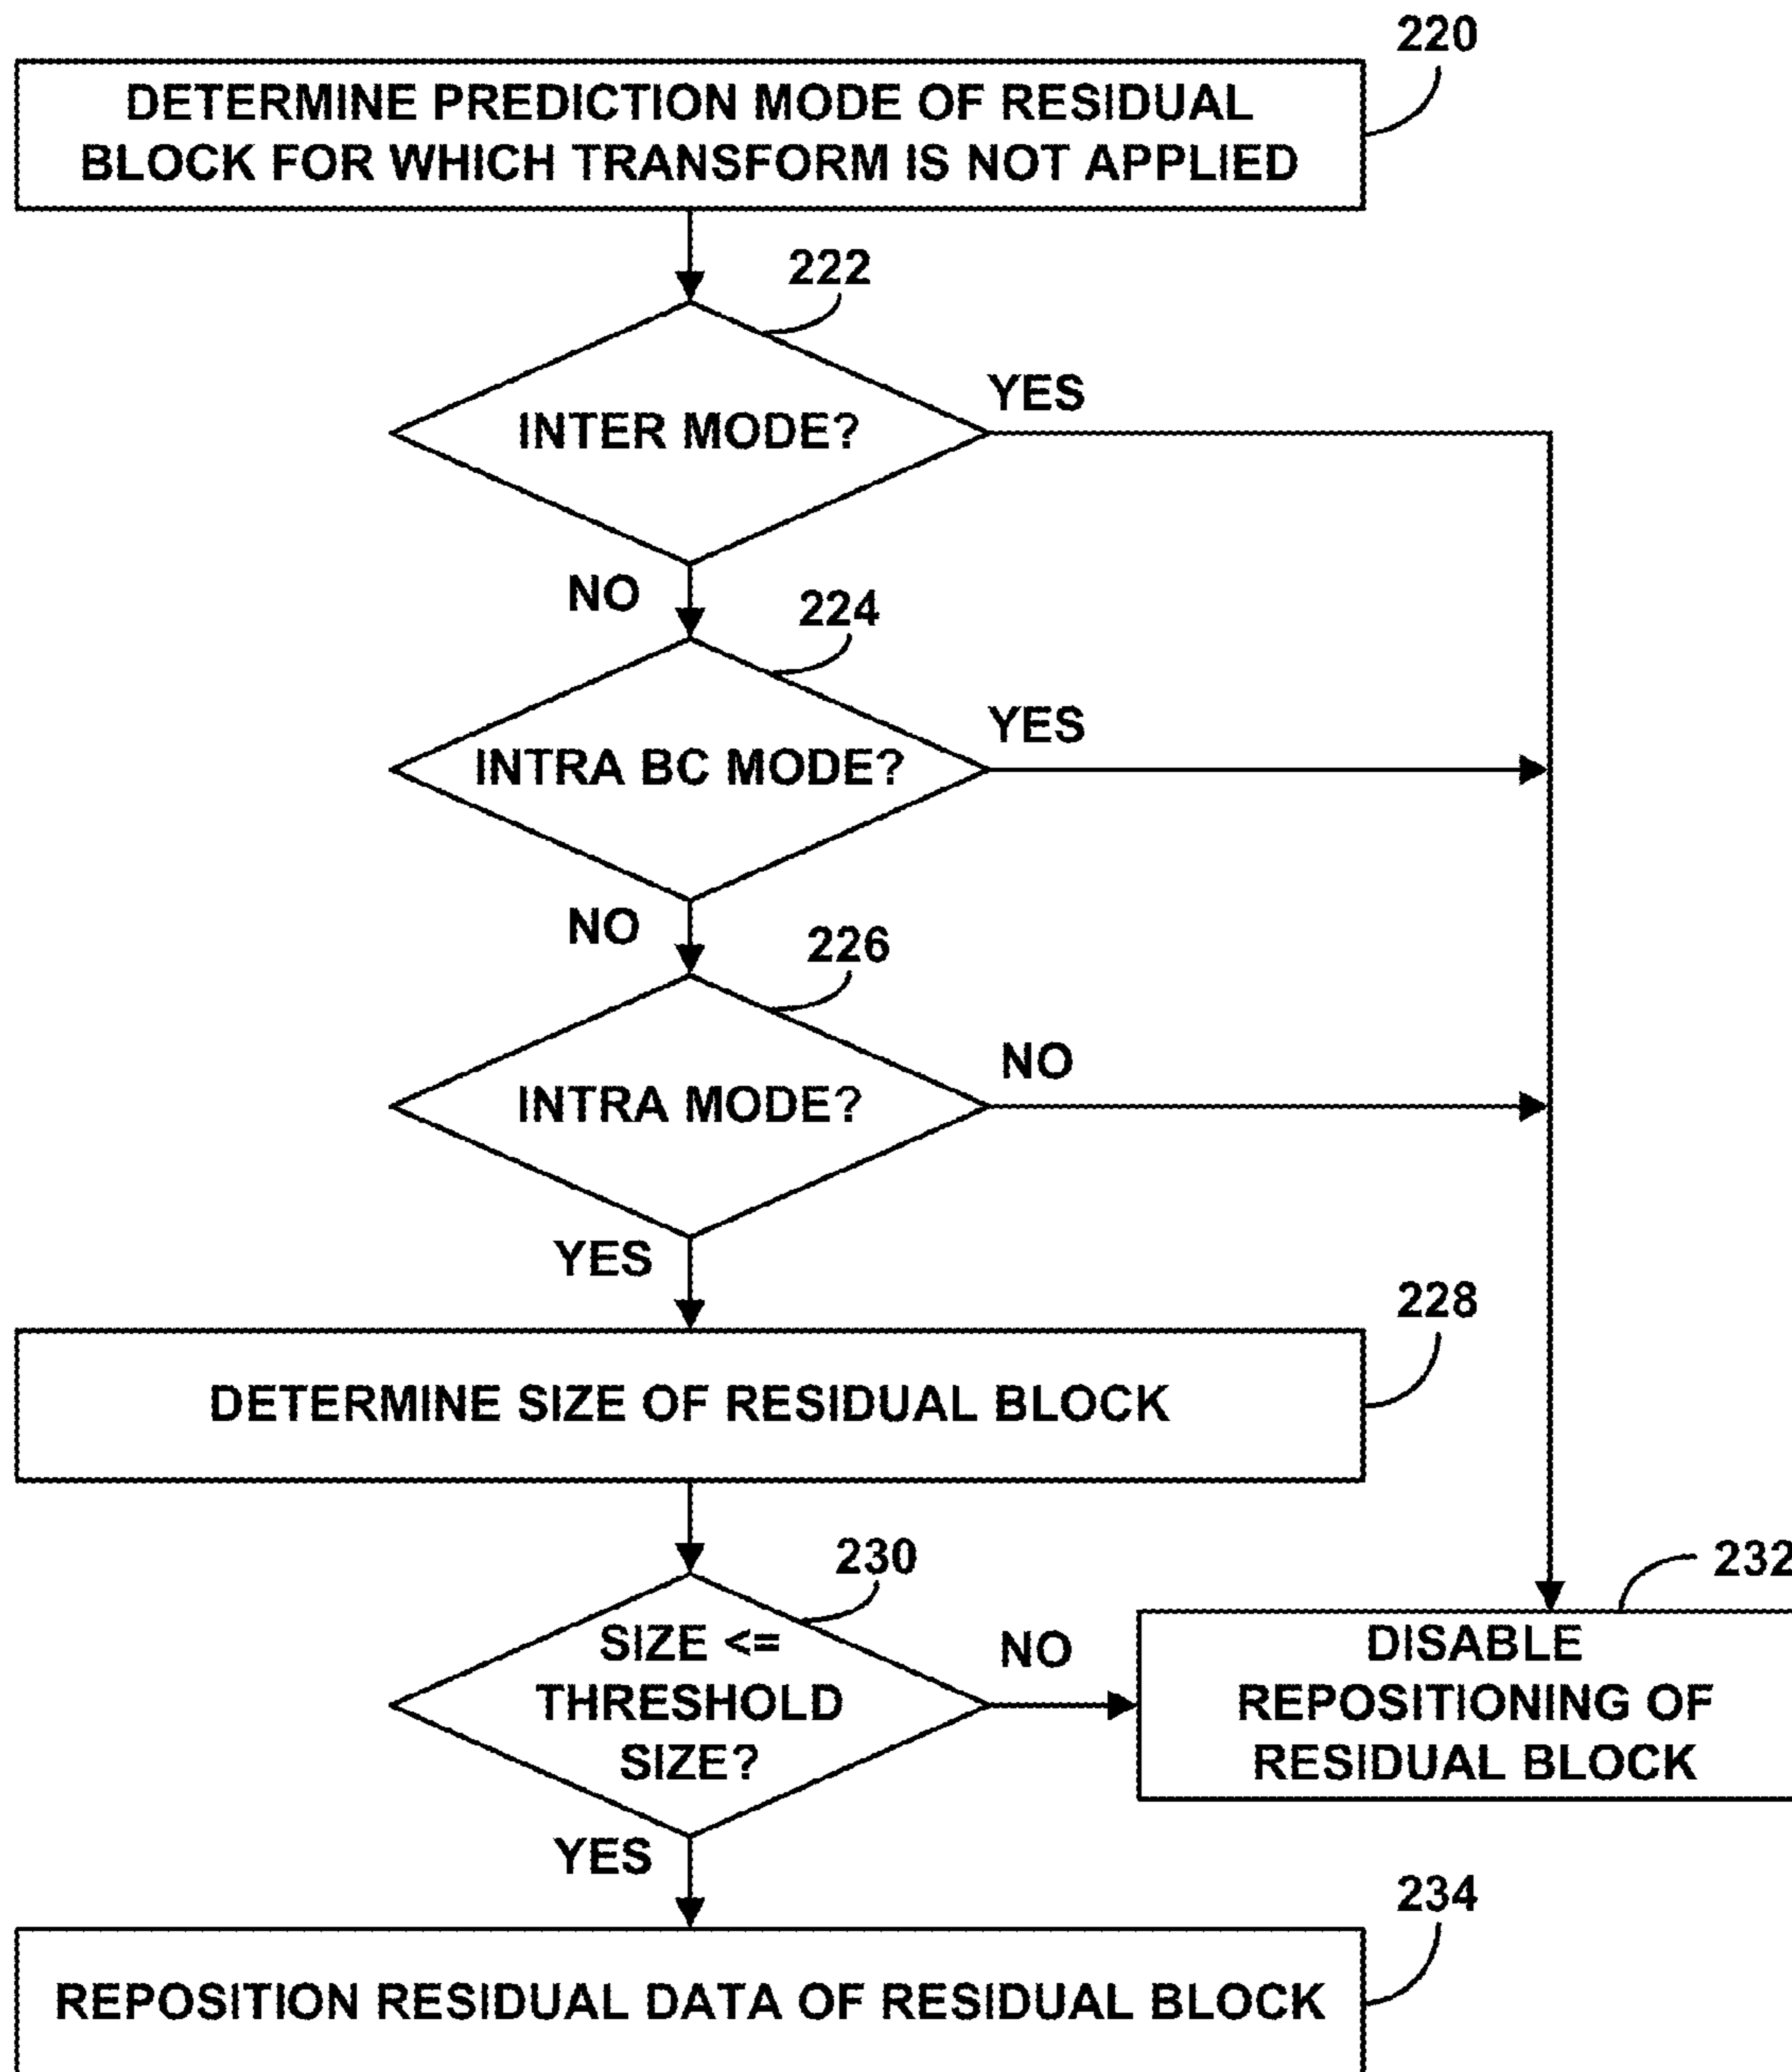 220
DETERMINE PREDICTION MODE OF RESIDUAL
BLOCK FOR WHICH TRANSFORM IS NOT APPLIED
222
INTER MODE?
YES
NO
224
INTRA BC MODE?
YES
NO
226
INTRA MODE?
NO
YES
228
DETERMINE SIZE OF RESIDUAL BLOCK
230
SIZE <=
THRESHOLD
SIZE?
NO
232
DISABLE
REPOSITIONING OF
RESIDUAL BLOCK
YES
234
REPOSITION RESIDUAL DATA OF RESIDUAL BLOCK